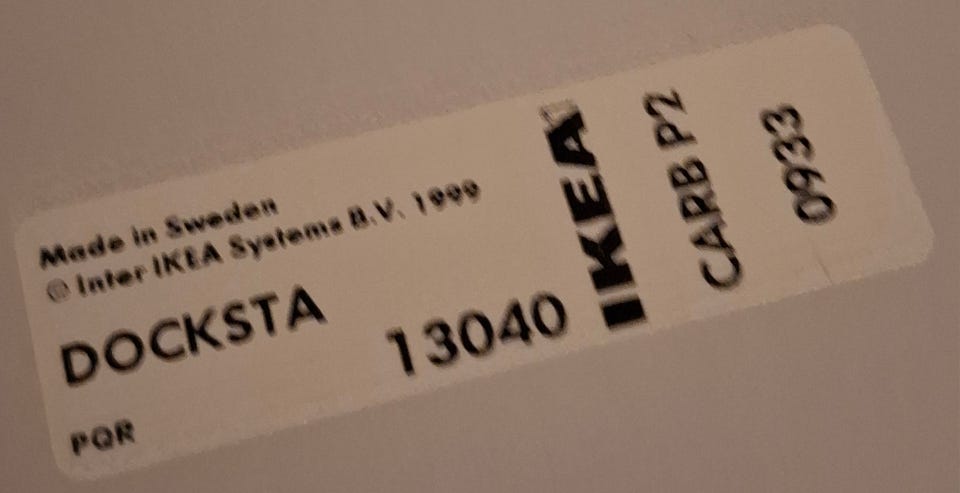 Made in Sweden
© Inter IKEA Systems B.V. 1999
DOCKSTA
13040
PQR
IKEA
CARB P2
0933